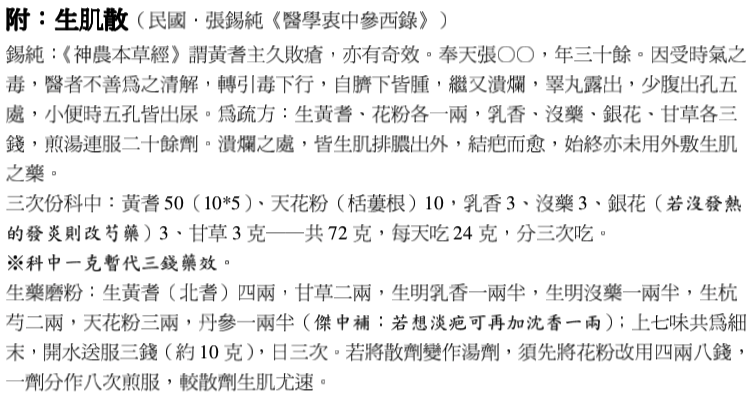 附：生肌散（民國．張錫純《醫學衷中參西錄》）
錫純：《神農本草經》謂黃耆主久敗瘡，亦有奇效。奉天張○○，年三十餘。因受時氣之
毒，醫者不善為之清解，轉引毒下行，自臍下皆腫，繼又潰爛，睪丸露出，少腹出孔五
處，小便時五孔皆出尿。為疏方：生黃耆、花粉各一兩，乳香、沒藥、銀花、甘草各三
錢，煎湯連服二十餘劑。潰爛之處，皆生肌排膿出外，結疤而愈，始終亦未用外敷生肌
之藥。
三次份科中：黃耆 50（10*5）、天花粉（栝蔞根）10，乳香 3、沒藥 3、銀花（若沒發熱
的發炎則改芍藥）3、甘草 3 克──共 72 克，每天吃 24 克，分三次吃。
※科中一克暫代三錢藥效。
生藥磨粉：生黃耆（北耆）四兩，甘草二兩，生明乳香一兩半，生明沒藥一兩半，生杭
芍二兩，天花粉三兩，丹參一兩半（傑中補：若想淡疤可再加沈香一兩）；上七味共為細
末，開水送服三錢（約 10 克），日三次。若將散劑變作湯劑，須先將花粉改用四兩八錢，
一劑分作八次煎服，較散劑生肌尤速。